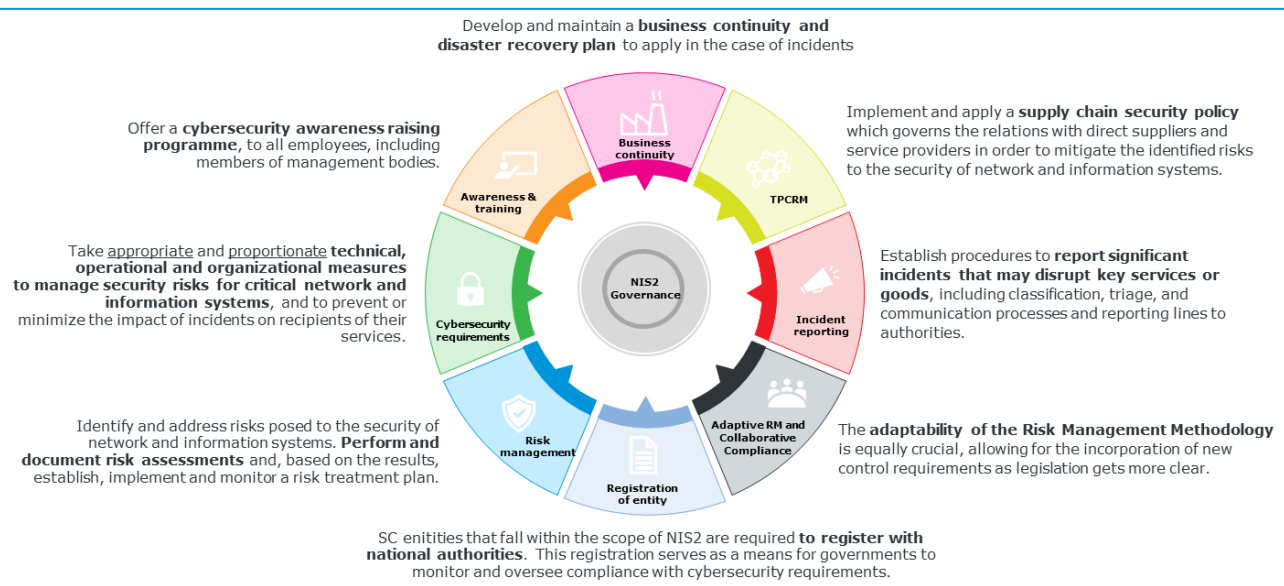 Develop and maintain a business continuity and
disaster recovery plan to apply in the case of incidents
Offer a cybersecurity awareness raising
programme, to all employees, including
members of management bodies.
Business
continuity
Implement and apply a supply chain security policy
which governs the relations with direct suppliers and
service providers in order to mitigate the identified risks
to the security of network and information systems.
Awareness &
training
TPCRM
Take appropriate and proportionate technical,
operational and organizational measures
to manage security risks for critical network and
information systems, and to prevent or
minimize the impact of incidents on recipients of their
services.
Cybersecurity
requirements
NIS2
Governance
Incident
reporting
Establish procedures to report significant
incidents that may disrupt key services or
goods, including classification, triage, and
communication processes and reporting lines to
authorities.
Identify and address risks posed to the security of
network and information systems. Perform and
document risk assessments and, based on the results,
establish, implement and monitor a risk treatment plan.
Risk
management
Registration
of entity
Adaptive RM and
Collaborative
Compliance
The adaptability of the Risk Management Methodology
is equally crucial, allowing for the incorporation of new
control requirements as legislation gets more clear.
SC enitities that fall within the scope of NIS2 are required to register with
national authorities. This registration serves as a means for governments to
monitor and oversee compliance with cybersecurity requirements.